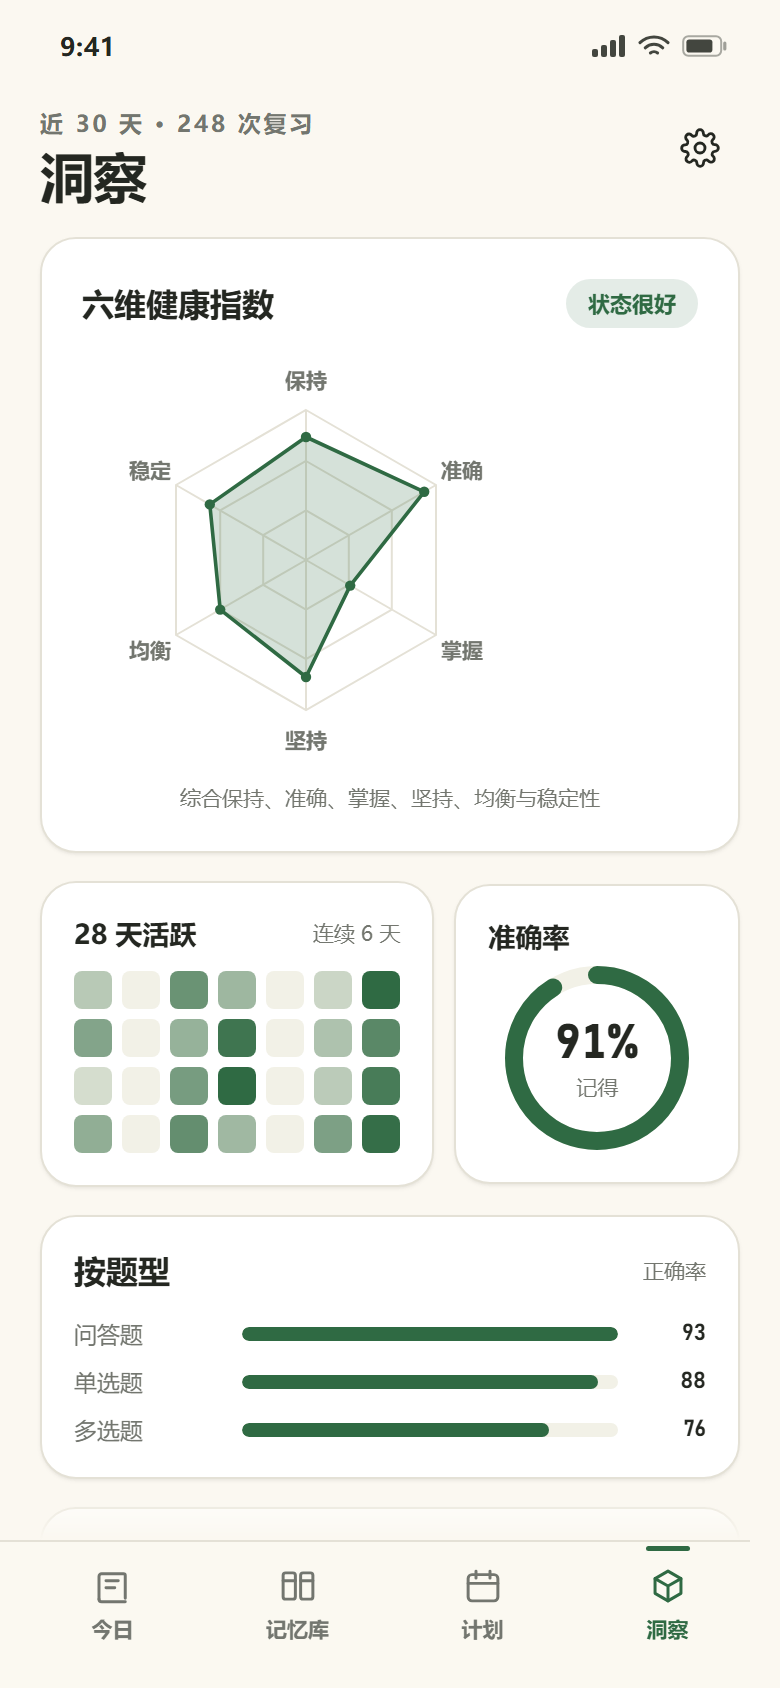 9:41
近 30 天 • 248 次复习
洞察
六维健康指数
状态很好
保持
稳定
准确
均衡
掌握
坚持
综合保持、准确、掌握、坚持、均衡与稳定性
28 天活跃
连续 6 天
准确率
91%
记得
按题型
正确率
问答题
93
单选题
88
多选题
76
今日
记忆库
计划
洞察